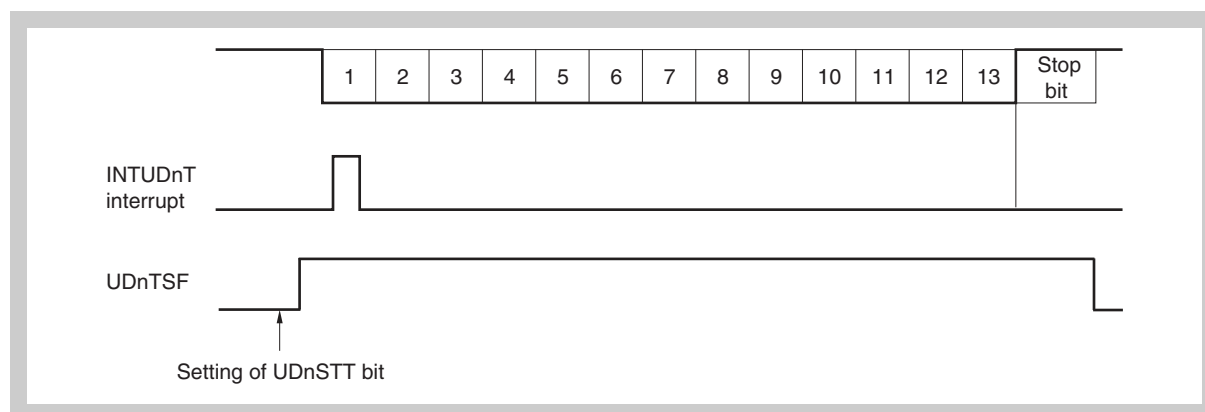 1 2 3 4 5 6 7 8 9 10 11 12 13 Stop
bit
INTUDnT
interrupt
UDnTSF
Setting of UDnSTT bit